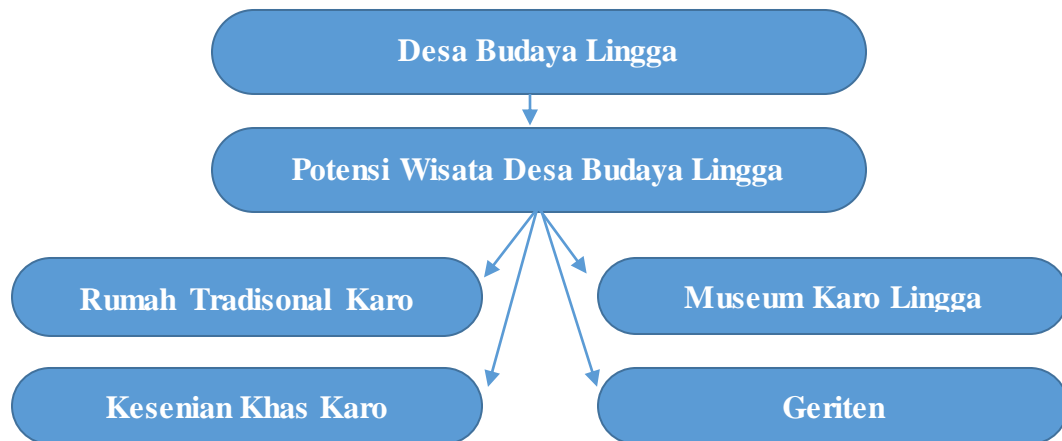 Desa Budaya Lingga
Potensi Wisata Desa Budaya Lingga
Rumah Tradisonal Karo
Museum Karo Lingga
Kesenian Khas Karo
Geriten